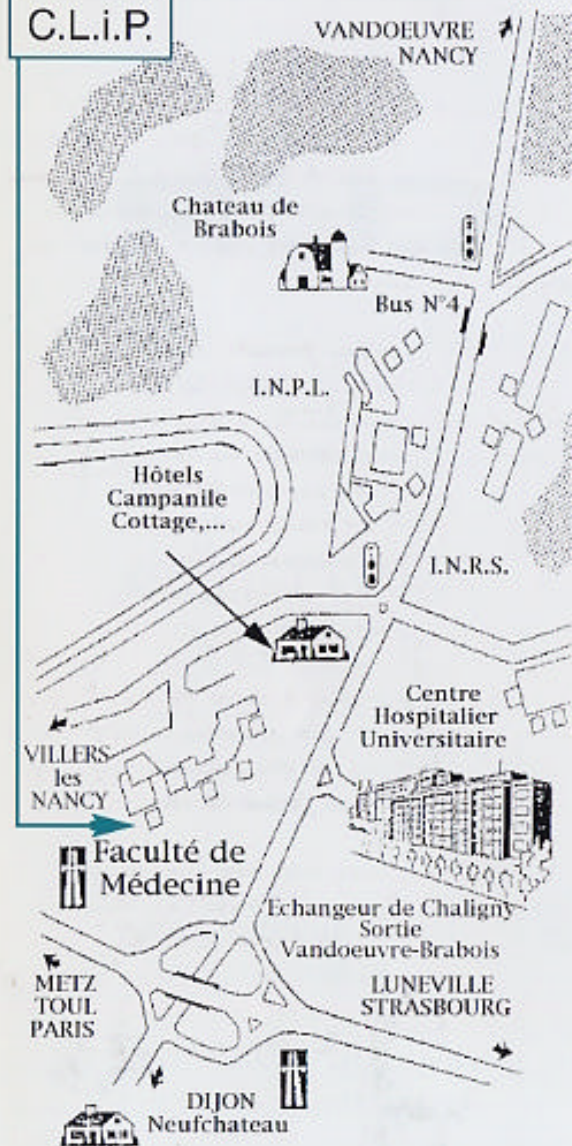 C.L.i.P.
VANDOEUVRE
NANCY
Chateau de
Brabois
Bus N°4
I.N.P.L.
Hôtels
Campanile
Cottage,...
I.N.R.S.
Centre
Hospitalier
Universitaire
VILLERS
les
NANCY
Faculté de
Médecine
Echangeur de Chaligny
Sortie
Vandoeuvre-Brabois
METZ
TOUL
PARIS
LUNEVILLE
STRASBOURG
DIJON
Neufchateau